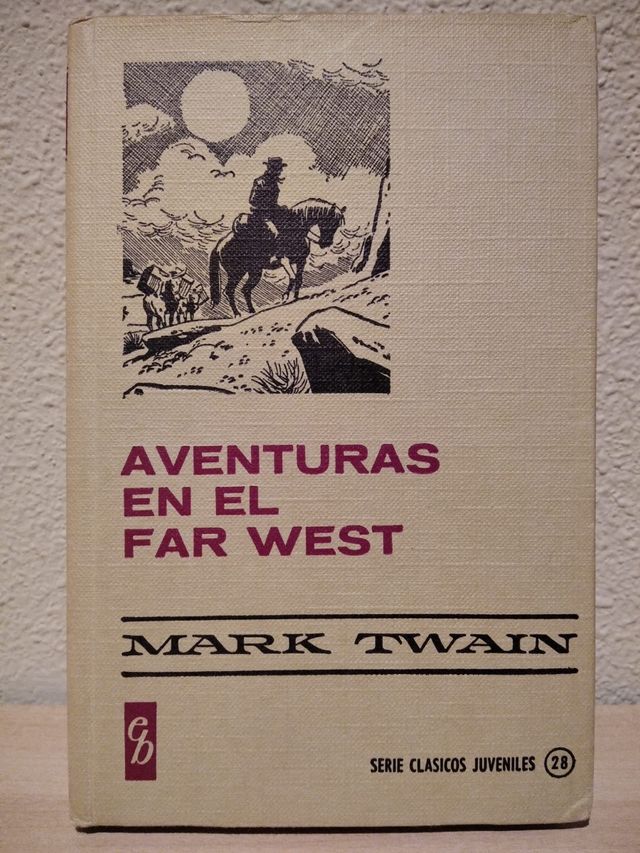 AVENTURAS
EN EL
FAR WEST
MARK TWAIN
eb
SERIE CLASICOS JUVENILES 28